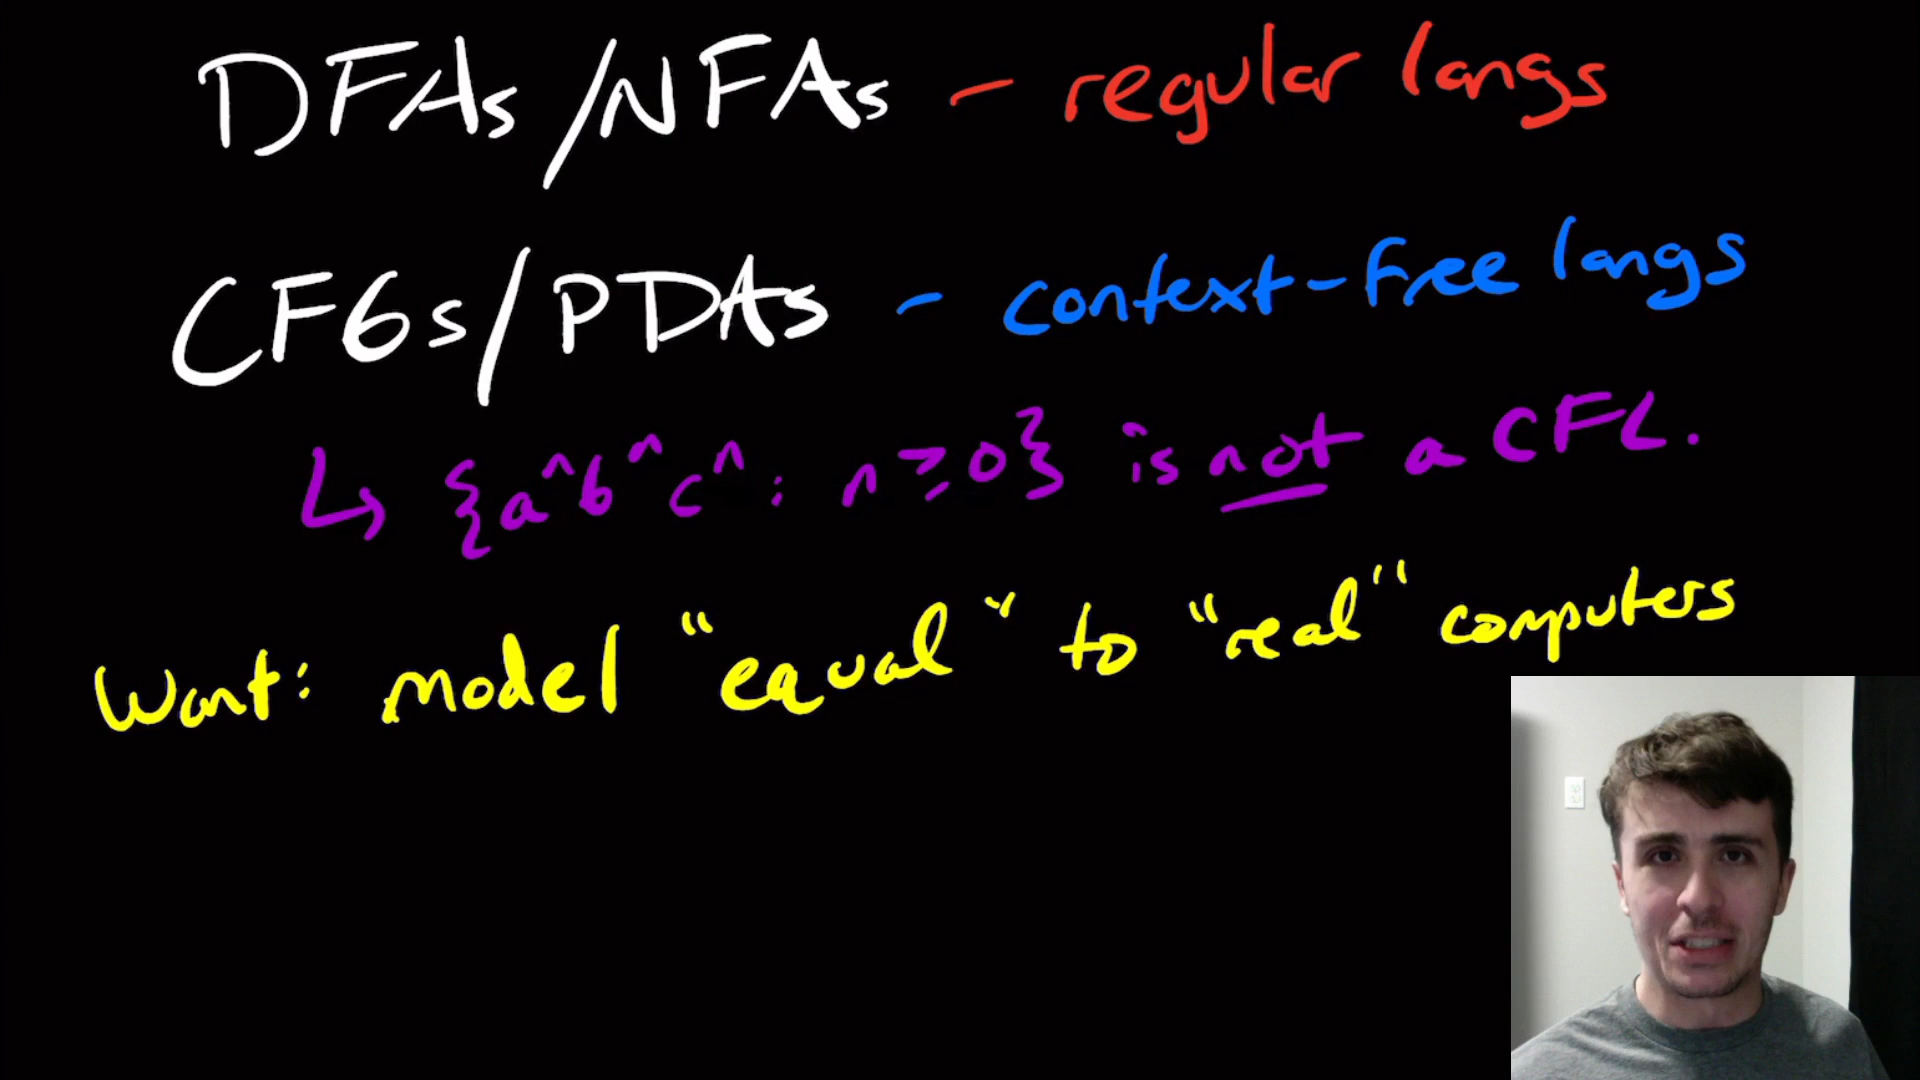 DFAs/NFAs - regular langs
CFGs/PDAs - context-free langs
↳ {aⁿbⁿcⁿ: n≥0} is not a CFL.
Want: model "equal" to "real" computers